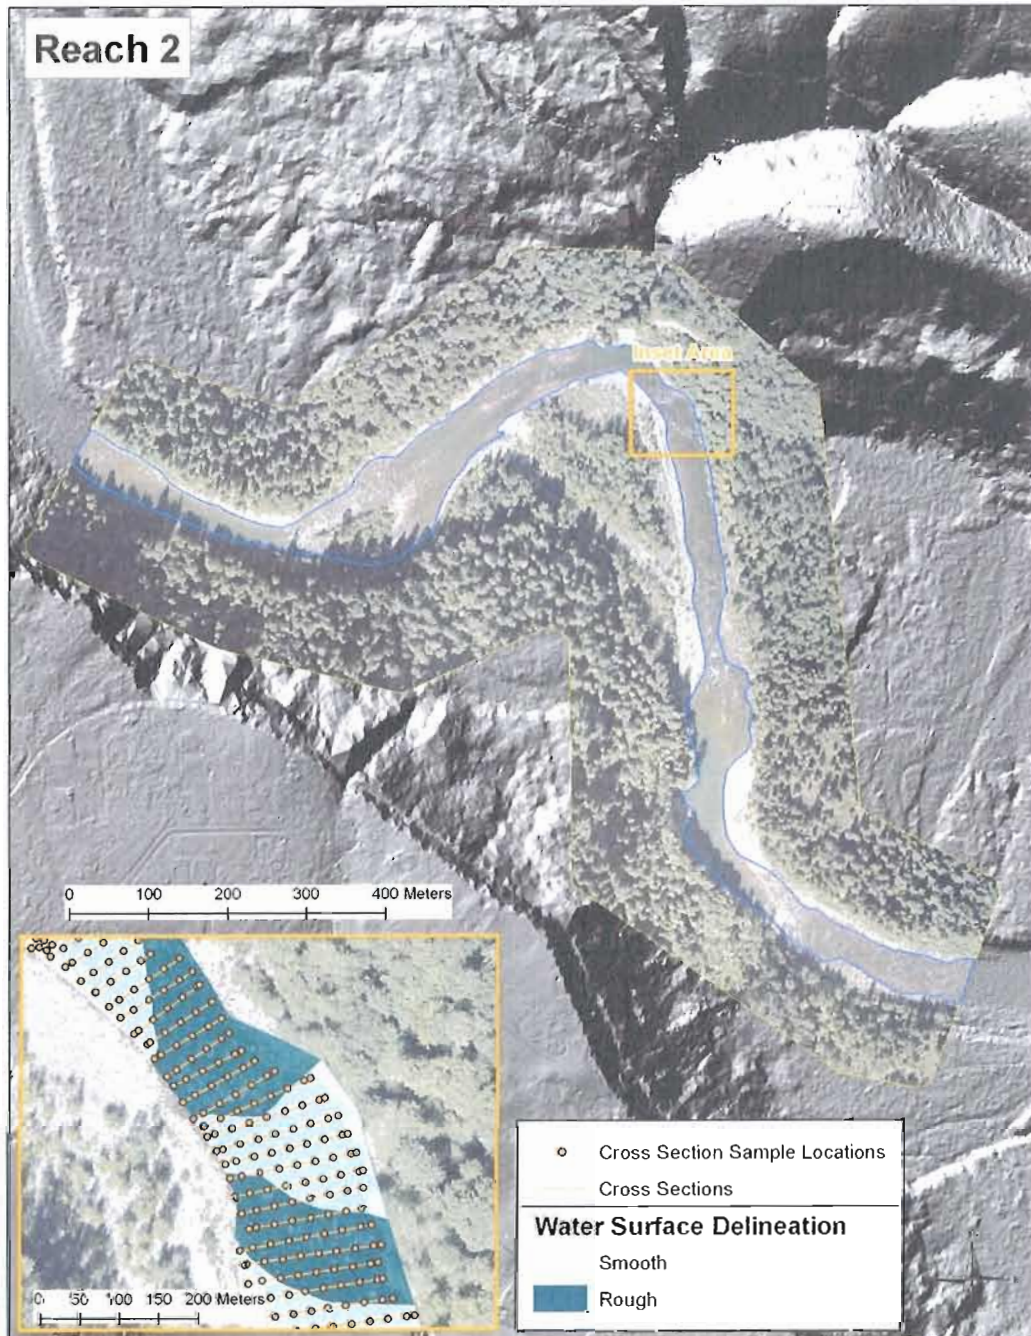 Reach 2
Inset Area
0 100 200 300 400 Meters
0 50 100 150 200 Meters
Cross Section Sample Locations
Cross Sections
Water Surface Delineation
Smooth
Rough